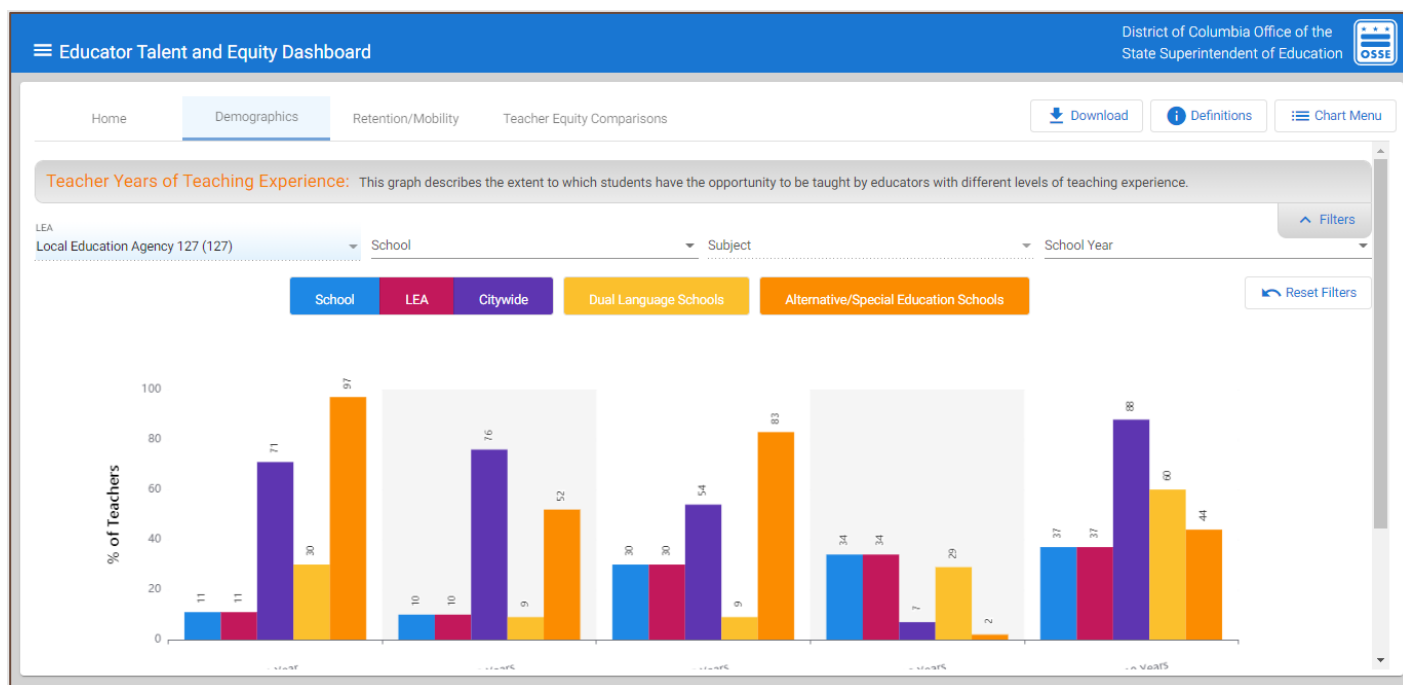 District of Columbia Office of the
Educator Talent and Equity Dashboard
State Superintendent of Education
OSSE
Home Demographics Retention/Mobility Teacher Equity Comparisons Download Definitions Chart Menu
Teacher Years of Teaching Experience: This graph describes the extent to which students have the opportunity to be taught by educators with different levels of teaching experience.
Filters
LEA
Local Education Agency 127 (127) School Subject School Year
School LEA Citywide Dual Language Schools Alternative/Special Education Schools Reset Filters
% of Teachers
100
80
60
40
20
0
11 11 71 30 97
10 10 76 9 52
30 30 54 9 83
34 34 7 29 2
37 37 88 60 44
Year Years Years Years Years